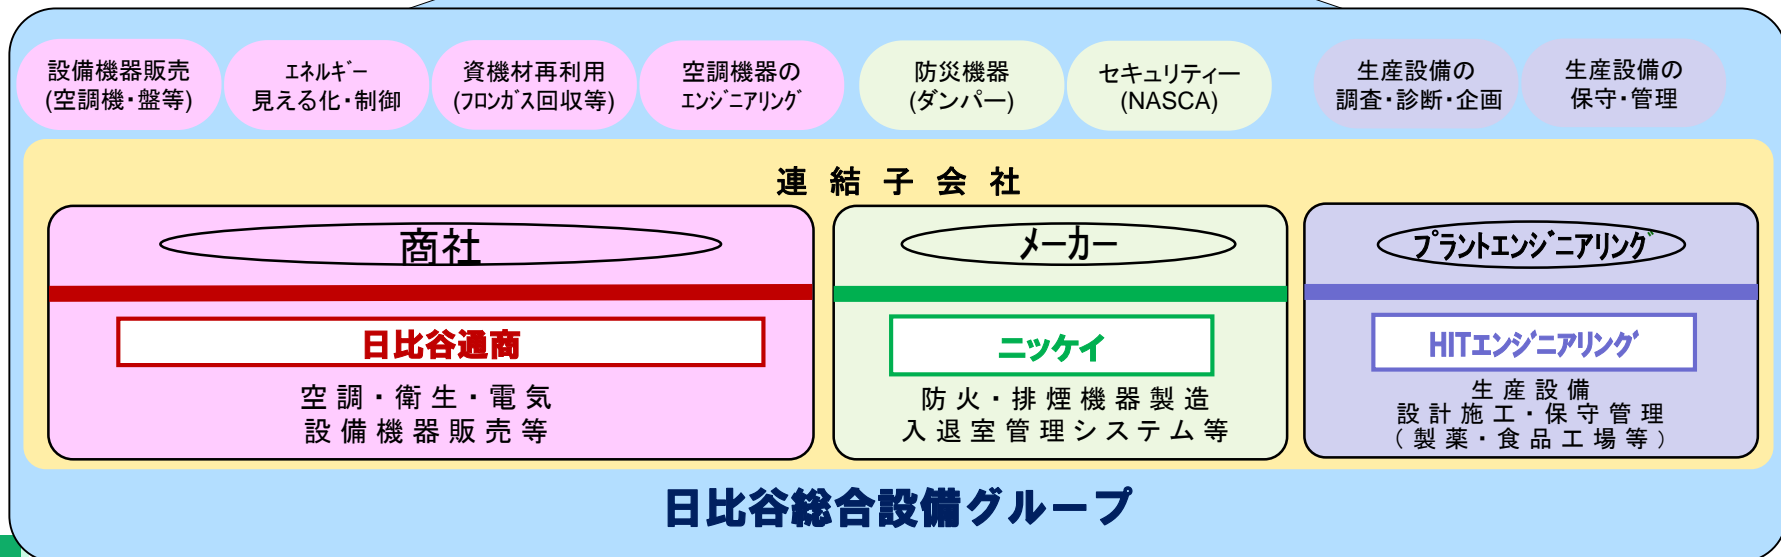 設備機器販売
(空調機・盤等)
エネルギー
見える化・制御
資機材再利用
(フロンガス回収等)
空調機器の
エンジニアリング
防災機器
(ダンパー)
セキュリティー
(NASCA)
生産設備の
調査・診断・企画
生産設備の
保守・管理
連結子会社
商社
日比谷通商
空調・衛生・電気
設備機器販売等
メーカー
ニッケイ
防火・排煙機器製造
入退室管理システム等
プラントエンジニアリング
HITエンジニアリング
生産設備
設計施工・保守管理
(製薬・食品工場等)
日比谷総合設備グループ